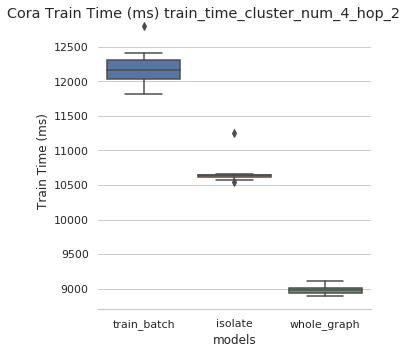 Cora Train Time (ms) train_time_cluster_num_4_hop_2
12500
12000
11500
11000
10500
10000
9500
9000
Train Time (ms)
train_batch
isolate
whole_graph
models